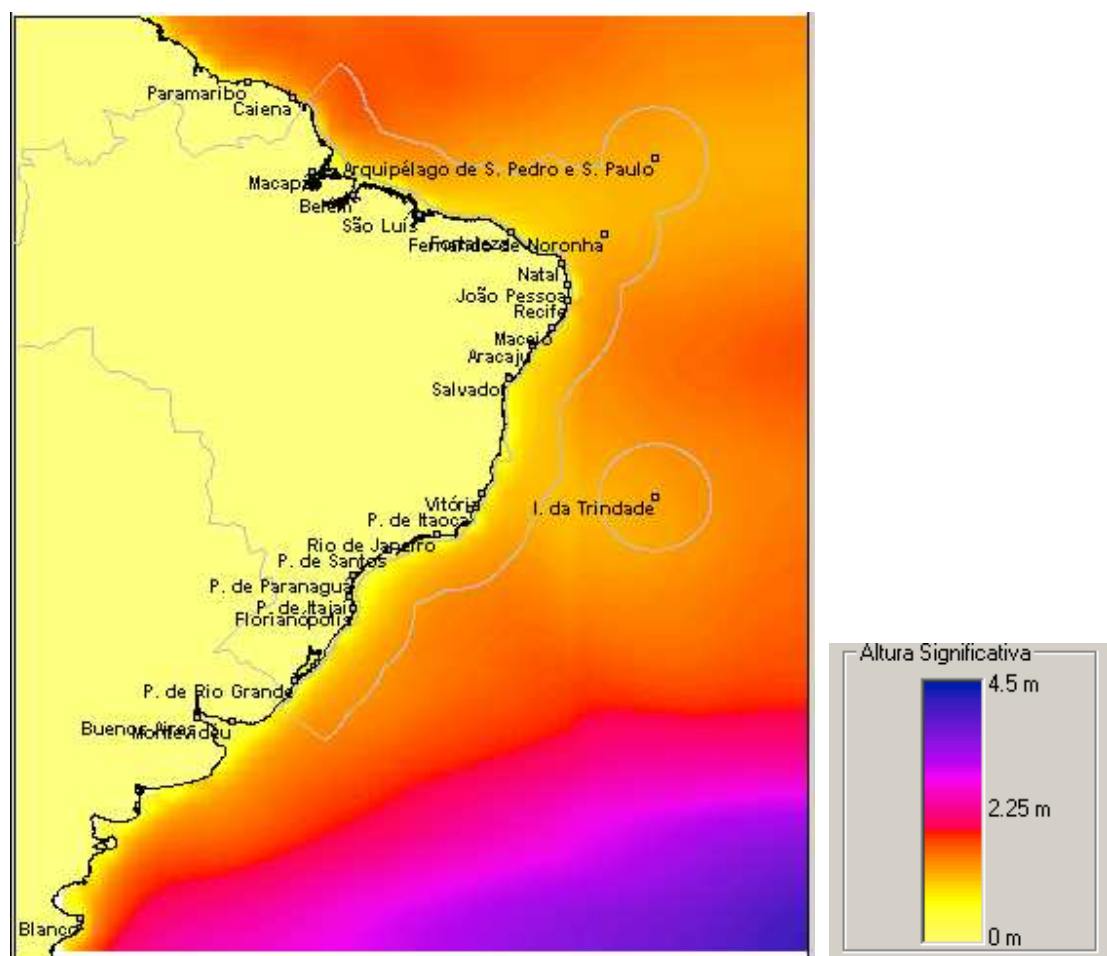 Paramaribo
Caiena
Arquipélago de S. Pedro e S. Paulo
Macapá
Belém
São Luís
Fortaleza
Fernando de Noronha
Natal
João Pessoa
Recife
Maceió
Aracaju
Salvador
Vitória
I. da Trindade
P. de Itaoca
Rio de Janeiro
P. de Santos
P. de Paranagua
P. de Itajaí
Florianópolis
P. de Rio Grande
Buenos Aires
Montevideu
Blanco
Altura Significativa
4.5 m
2.25 m
0 m